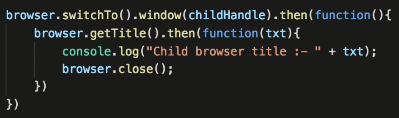 browser.switchTo().window(childHandle).then(function(){
    browser.getTitle().then(function(txt){
        console.log("Child browser title :- " + txt);
        browser.close();
    })
})